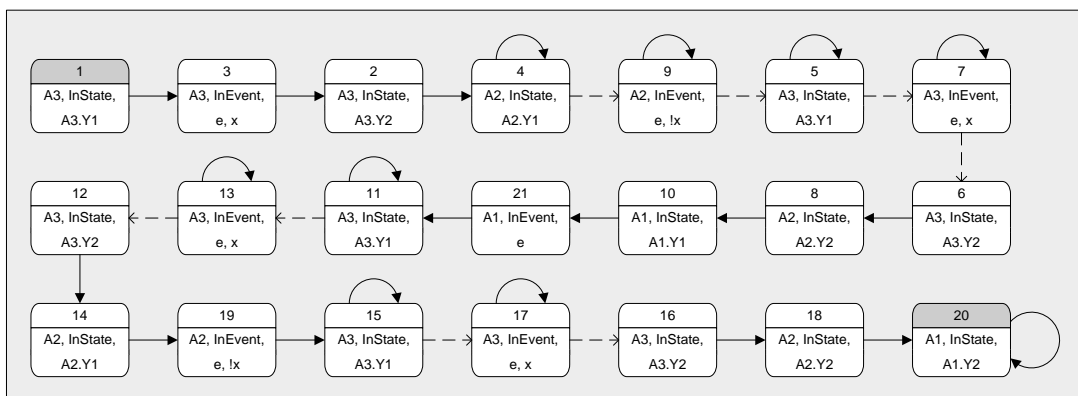 1
A3, InState,
A3.Y1
3
A3, InEvent,
e, x
2
A3, InState,
A3.Y2
4
A2, InState,
A2.Y1
9
A2, InEvent,
e, !x
5
A3, InState,
A3.Y1
7
A3, InEvent,
e, x
12
A3, InState,
A3.Y2
13
A3, InEvent,
e, x
11
A3, InState,
A3.Y1
21
A1, InEvent,
e
10
A1, InState,
A1.Y1
8
A2, InState,
A2.Y2
6
A3, InState,
A3.Y2
14
A2, InState,
A2.Y1
19
A2, InEvent,
e, !x
15
A3, InState,
A3.Y1
17
A3, InEvent,
e, x
16
A3, InState,
A3.Y2
18
A2, InState,
A2.Y2
20
A1, InState,
A1.Y2